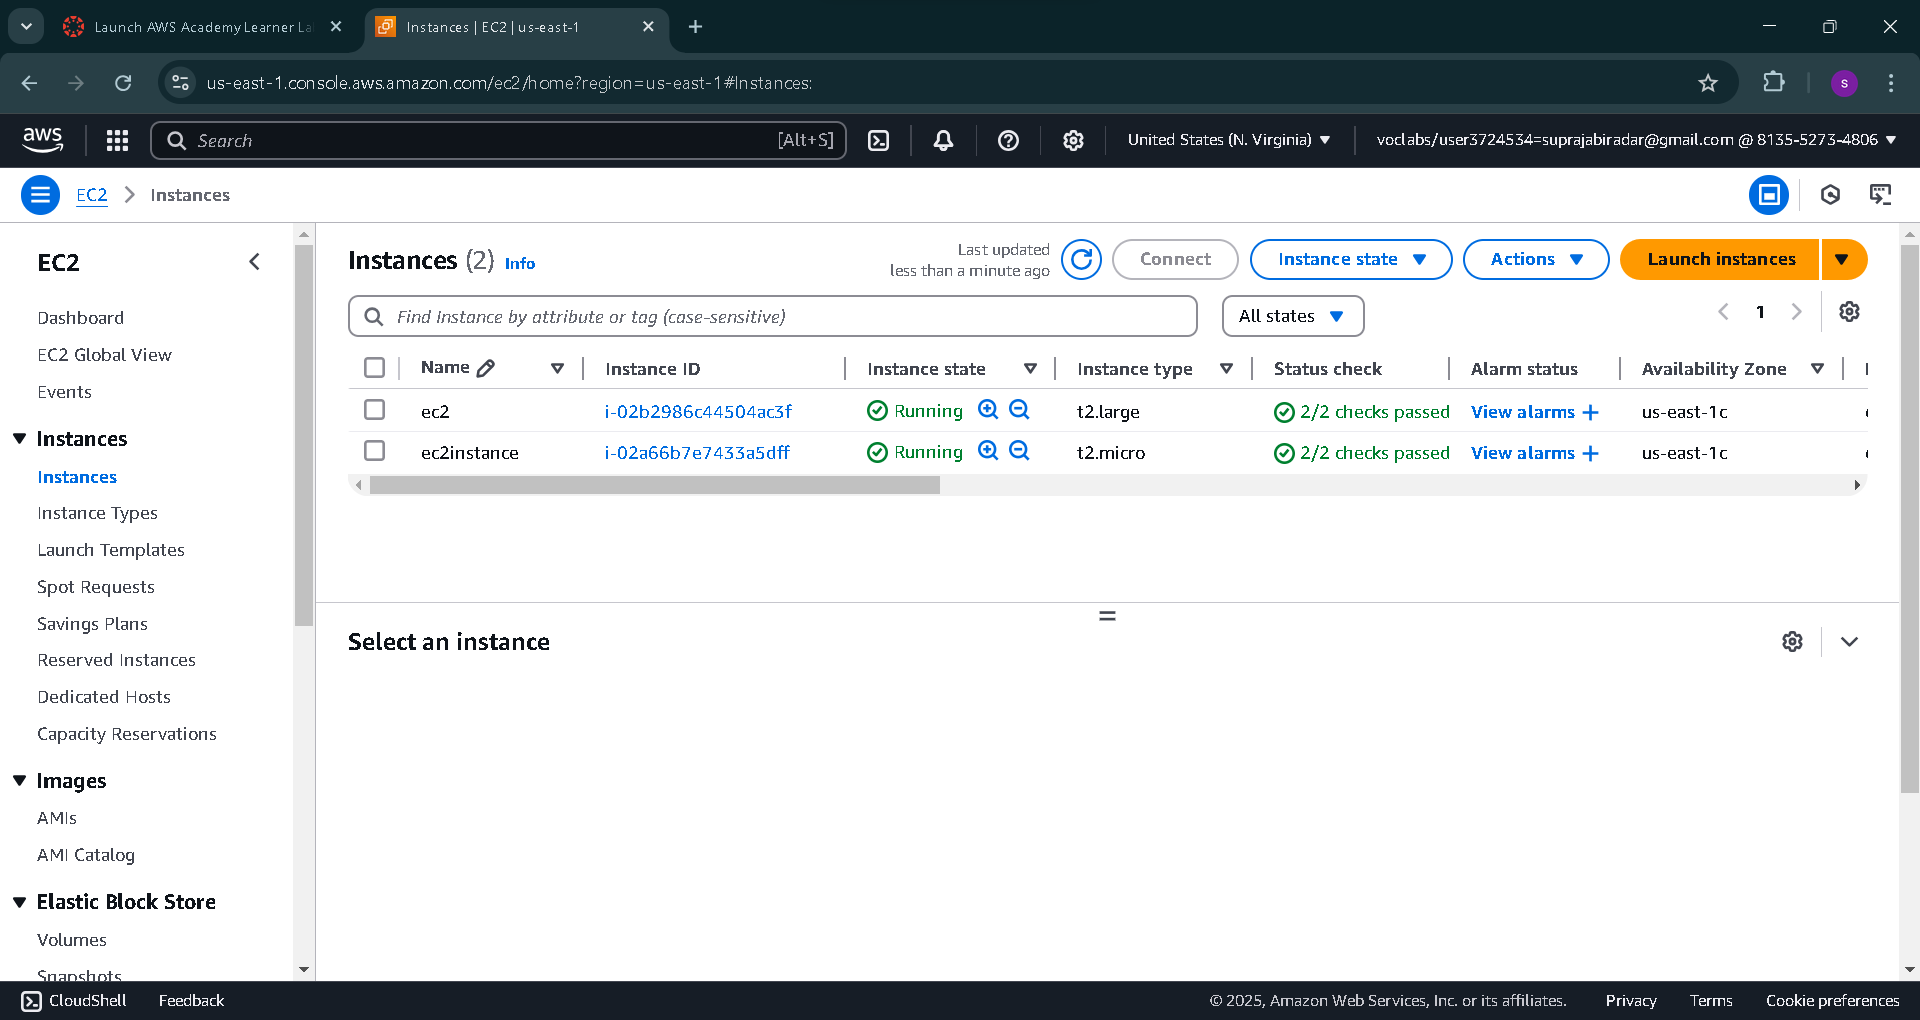 Launch AWS Academy Learner La
Instances | EC2 | us-east-1
us-east-1.console.aws.amazon.com/ec2/home?region=us-east-1#Instances:
S
aws
Search
[Alt+S]
United States (N. Virginia)
voclabs/user3724534=suprajabiradar@gmail.com @ 8135-5273-4806
EC2 > Instances
EC2
Dashboard
EC2 Global View
Events
Instances
Instances
Instance Types
Launch Templates
Spot Requests
Savings Plans
Reserved Instances
Dedicated Hosts
Capacity Reservations
Images
AMIs
AMI Catalog
Elastic Block Store
Volumes
Snapshots
Instances (2) Info
Last updated
less than a minute ago
Connect
Instance state
Actions
Launch instances
Find Instance by attribute or tag (case-sensitive)
All states
1
Name Instance ID Instance state Instance type Status check Alarm status Availability Zone
ec2 i-02b2986c44504ac3f Running t2.large 2/2 checks passed View alarms + us-east-1c
ec2instance i-02a66b7e7433a5dff Running t2.micro 2/2 checks passed View alarms + us-east-1c
Select an instance
CloudShell
Feedback
© 2025, Amazon Web Services, Inc. or its affiliates.
Privacy
Terms
Cookie preferences